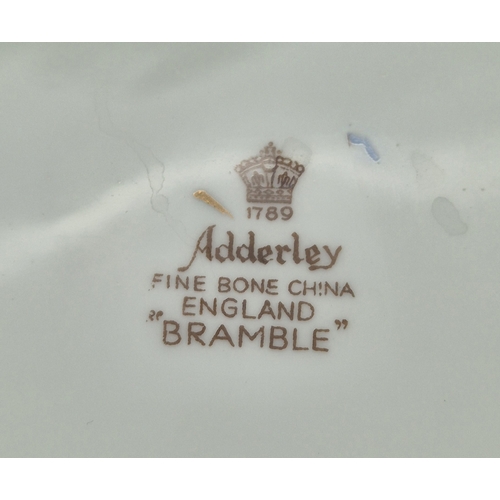 1789
Adderley
FINE BONE CHINA
ENGLAND
"BRAMBLE"